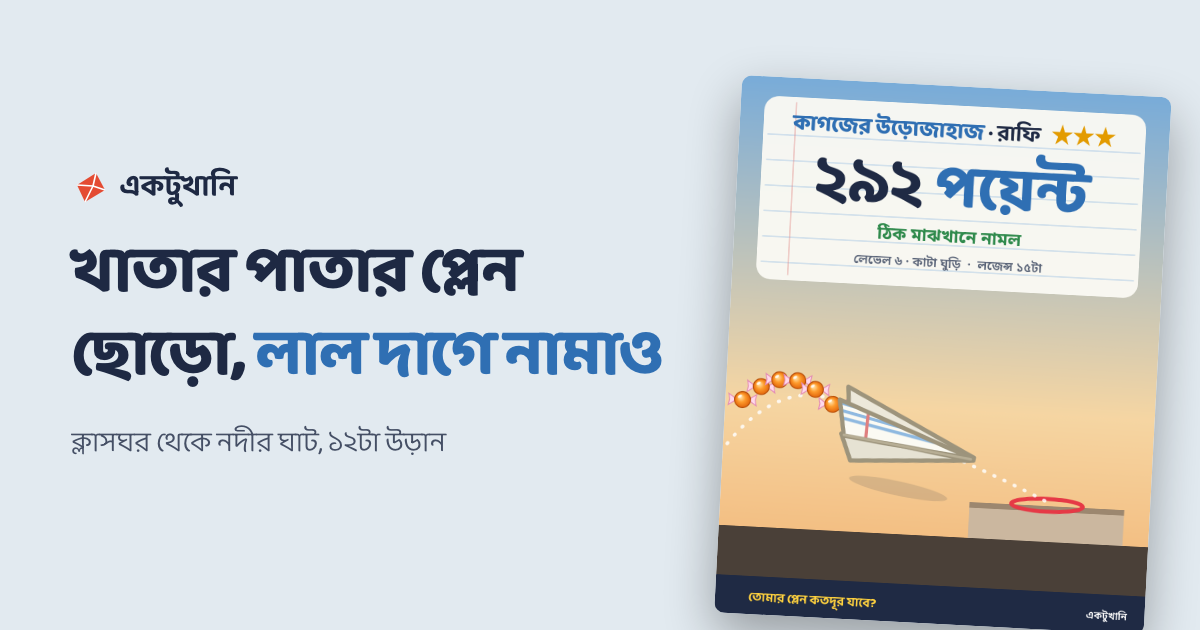 একটুখানি
খাতার পাতার প্লেন
ছোড়ো, লাল দাগে নামাও
ক্লাসঘর থেকে নদীর ঘাট, ১২টা উড়ান
কাগজের উড়োজাহাজ · রাফি ★★★
২৯২ পয়েন্ট
ঠিক মাঝখানে নামল
লেভেল ৬ · কাটা ঘুড়ি · লজেন্স ১৫টা
তোমার প্লেন কতদূর যাবে?
একটুখানি